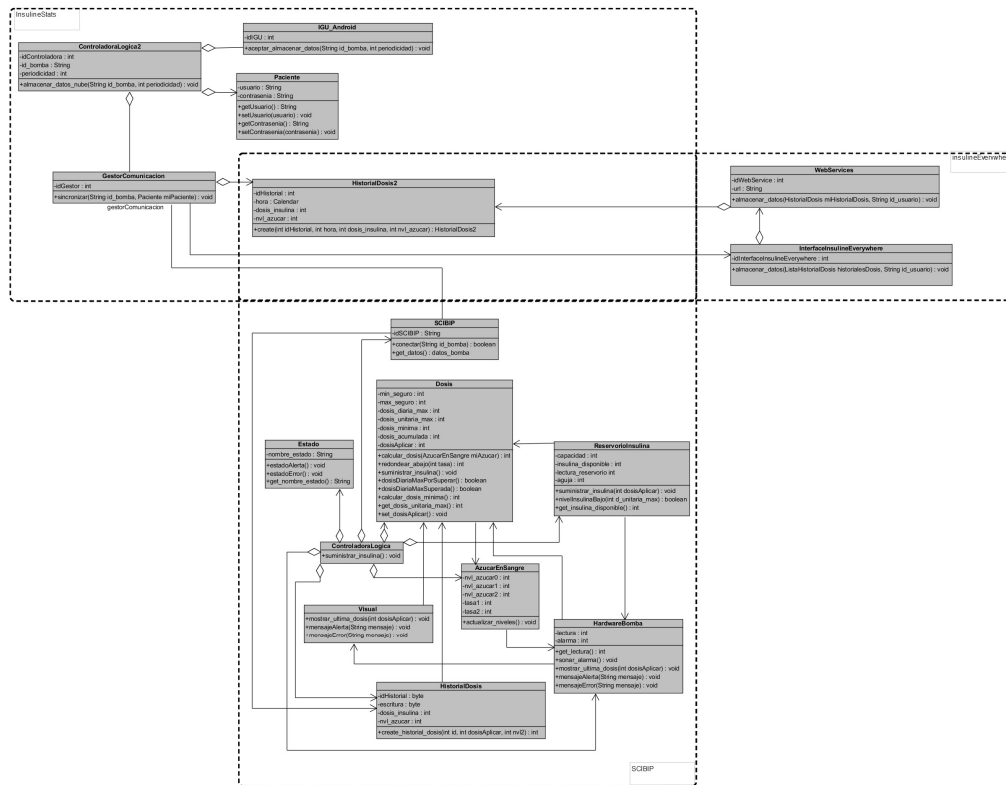 InsulineStats
IGU_Android
-idIGU : int
+aceptar_almacenar_datos(String id_bomba, int periodicidad) : void
ControladoraLogica2
-idControladora : int
-id_bomba : String
-periodicidad : int
+almacenar_datos_nube(String id_bomba, int periodicidad) : void
Paciente
-usuario : String
-contrasenia : String
+getUsuario() : String
+setUsuario(usuario) : void
+getContrasenia() : String
+setContrasenia(contrasenia) : void
insulineEverywhere
GestorComunicacion
-idGestor : int
+sincronizar(String id_bomba, Paciente miPaciente) : void
gestorComunicacion
HistorialDosis2
-idHistorial : int
-hora : Calendar
-dosis_insulina : int
-nvl_azucar : int
+create(int idHistorial, int hora, int dosis_insulina, int nvl_azucar) : HistorialDosis2
WebServices
-idWebService : int
-url : String
+almacenar_datos(HistorialDosis miHistorialDosis, String id_usuario) : void
InterfaceInsulineEverywhere
-idInterfaceInsulineEverywhere : int
+almacenar_datos(ListaHistorialDosis historialesDosis, String id_usuario) : void
SCIBIP
-idSCIBIP : String
+conectar(String id_bomba) : boolean
+get_datos() : datos_bomba
Dosis
-min_seguro : int
-max_seguro : int
-dosis_diaria_max : int
-dosis_unitaria_max : int
-dosis_minima : int
-dosis_acumulada : int
-dosisAplicar : int
+calcular_dosis(AzucarEnSangre miAzucar) : int
+redondear_abajo(int tasa) : int
+suministrar_insulina() : void
+dosisDiariaMaxPorSuperar() : boolean
+dosisDiariaMaxSuperada() : boolean
+calcular_dosis_minima() : int
+get_dosis_unitaria_max() : int
+set_dosisAplicar() : void
Estado
-nombre_estado : String
+estadoAlerta() : void
+estadoError() : void
+get_nombre_estado() : String
ReservorioInsulina
-capacidad : int
-insulina_disponible : int
-lectura_reservorio int
-aguja : int
+suministrar_insulina(int dosisAplicar) : void
+nivelInsulinaBajo(int d_unitaria_max) : boolean
+get_insulina_disponible() : int
ControladoraLogica
+suministrar_insulina() : void
AzucarEnSangre
-nvl_azucar0 : int
-nvl_azucar1 : int
-nvl_azucar2 : int
-tasa1 : int
-tasa2 : int
+actualizar_niveles() : void
Visual
+mostrar_ultima_dosis(int dosisAplicar) : void
+mensajeAlerta(String mensaje) : void
+mensajeError(String mensaje) : void
HardwareBomba
-lectura : int
-alarma : int
+get_lectura() : int
+sonar_alarma() : void
+mostrar_ultima_dosis(int dosisAplicar) : void
+mensajeAlerta(String mensaje) : void
+mensajeError(String mensaje) : void
HistorialDosis
-idHistorial : byte
-escritura : byte
-dosis_insulina : int
-nvl_azucar : int
+create_historial_dosis(int id, int dosisAplicar, int nvl2) : int
SCIBIP